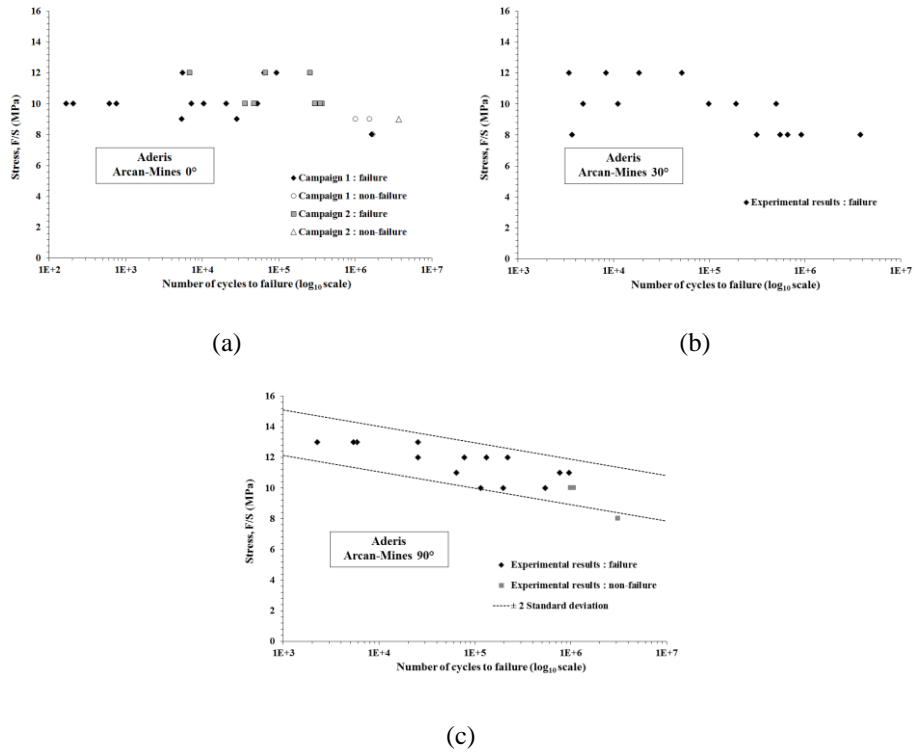 16
14
12
10
8
6
4
2
0
Stress, F/S (MPa)
Aderis
Arcan-Mines 0°
Campaign 1 : failure
Campaign 1 : non-failure
Campaign 2 : failure
Campaign 2 : non-failure
1E+2 1E+3 1E+4 1E+5 1E+6 1E+7
Number of cycles to failure (log10 scale)
(a)
16
14
12
10
8
6
4
2
0
Stress, F/S (MPa)
Aderis
Arcan-Mines 30°
Experimental results : failure
1E+3 1E+4 1E+5 1E+6 1E+7
Number of cycles to failure (log10 scale)
(b)
16
14
12
10
8
6
4
2
0
Stress, F/S (MPa)
Aderis
Arcan-Mines 90°
Experimental results : failure
Experimental results : non-failure
± 2 Standard deviation
1E+3 1E+4 1E+5 1E+6 1E+7
Number of cycles to failure (log10 scale)
(c)